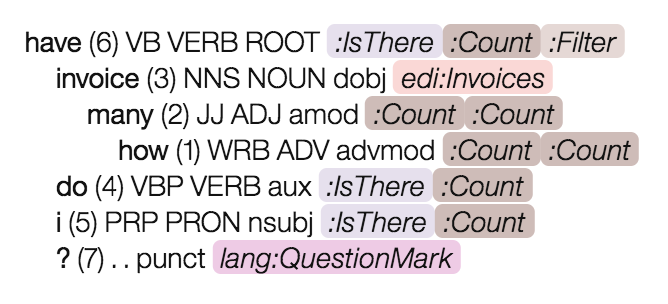 have (6) VB VERB ROOT :IsThere :Count :Filter
invoice (3) NNS NOUN dobj edi:Invoices
many (2) JJ ADJ amod :Count :Count
how (1) WRB ADV advmod :Count :Count
do (4) VBP VERB aux :IsThere :Count
i (5) PRP PRON nsubj :IsThere :Count
? (7) . . punct lang:QuestionMark